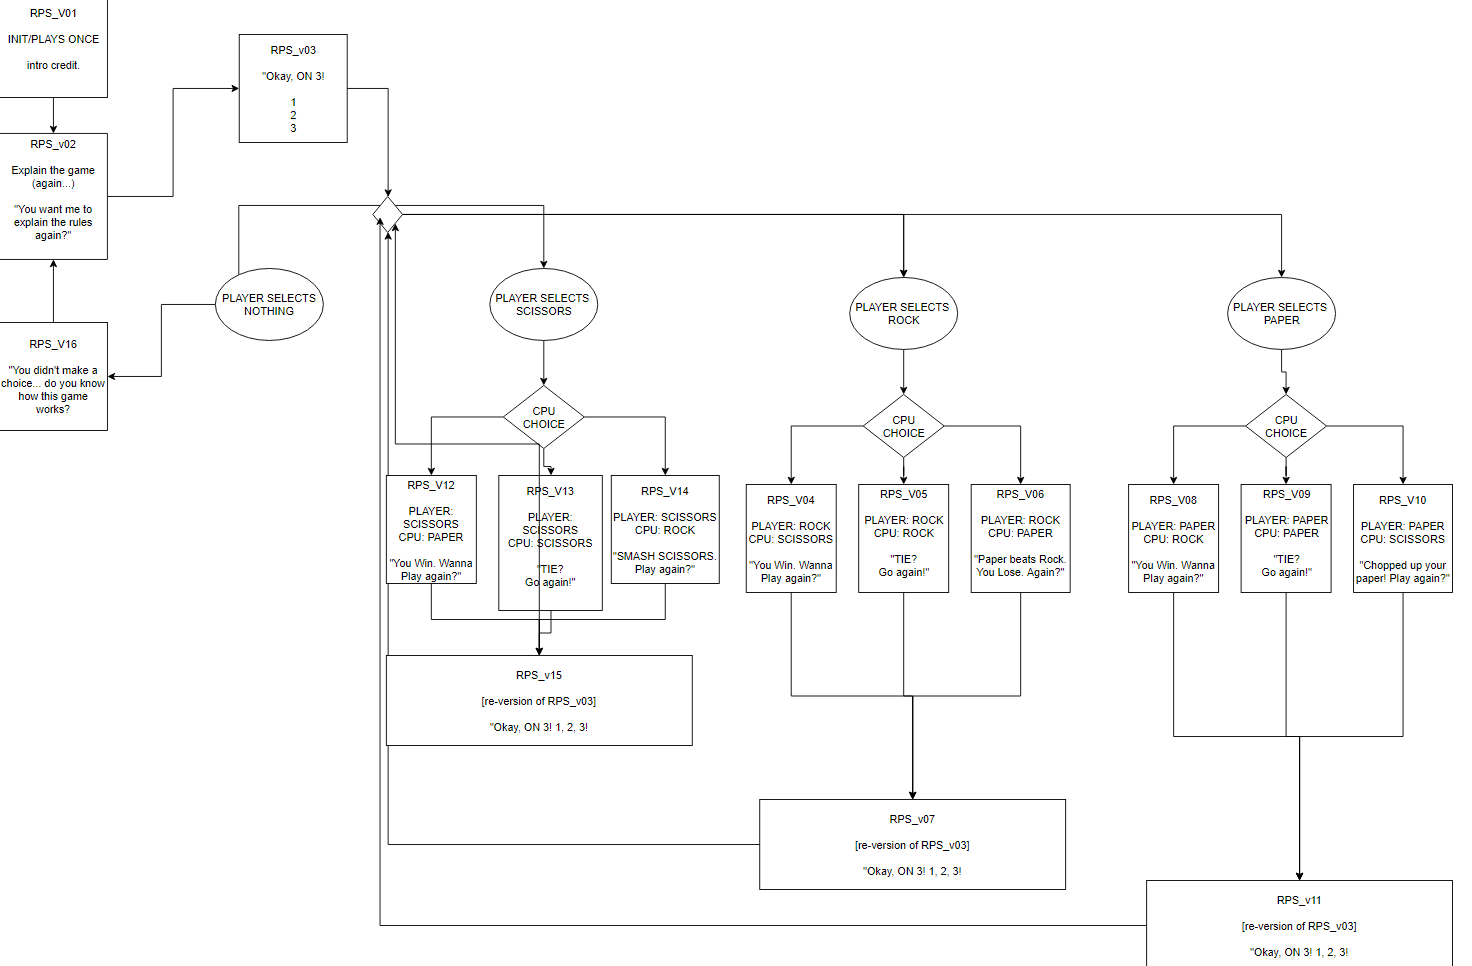 RPS_V01
INIT/PLAYS ONCE
intro credit.
RPS_v02
Explain the game
(again...)
"You want me to
explain the rules
again?"
RPS_v03
"Okay, ON 3!
1
2
3
PLAYER SELECTS
NOTHING
RPS_V16
"You didn't make a
choice... do you know
how this game
works?
PLAYER SELECTS
SCISSORS
PLAYER SELECTS
ROCK
PLAYER SELECTS
PAPER
CPU
CHOICE
CPU
CHOICE
CPU
CHOICE
RPS_V12
PLAYER:
SCISSORS
CPU: PAPER
"You Win. Wanna
Play again?"
RPS_V13
PLAYER:
SCISSORS
CPU: SCISSORS
"TIE?
Go again!"
RPS_V14
PLAYER: SCISSORS
CPU: ROCK
"SMASH SCISSORS.
Play again?"
RPS_V04
PLAYER: ROCK
CPU: SCISSORS
"You Win. Wanna
Play again?"
RPS_V05
PLAYER: ROCK
CPU: ROCK
"TIE?
Go again!"
RPS_V06
PLAYER: ROCK
CPU: PAPER
"Paper beats Rock.
You Lose. Again?"
RPS_V08
PLAYER: PAPER
CPU: ROCK
"You Win. Wanna
Play again?"
RPS_V09
PLAYER: PAPER
CPU: PAPER
"TIE?
Go again!"
RPS_V10
PLAYER: PAPER
CPU: SCISSORS
"Chopped up your
paper! Play again?"
RPS_v15
[re-version of RPS_v03]
"Okay, ON 3! 1, 2, 3!
RPS_v07
[re-version of RPS_v03]
"Okay, ON 3! 1, 2, 3!
RPS_v11
[re-version of RPS_v03]
"Okay, ON 3! 1, 2, 3!